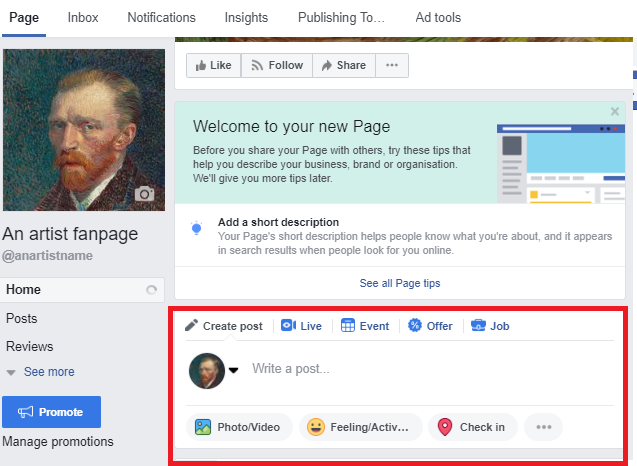 Page Inbox Notifications Insights Publishing To… Ad tools
Like Follow Share
Welcome to your new Page
Before you share your Page with others, try these tips that
help you describe your business, brand or organisation.
We'll give you more tips later.
Add a short description
Your Page's short description helps people know what you're about, and it appears
in search results when people look for you online.
See all Page tips
An artist fanpage
@anartistname
Home
Posts
Reviews
See more
Promote
Manage promotions
Create post Live Event Offer Job
Write a post...
Photo/Video Feeling/Activ… Check in